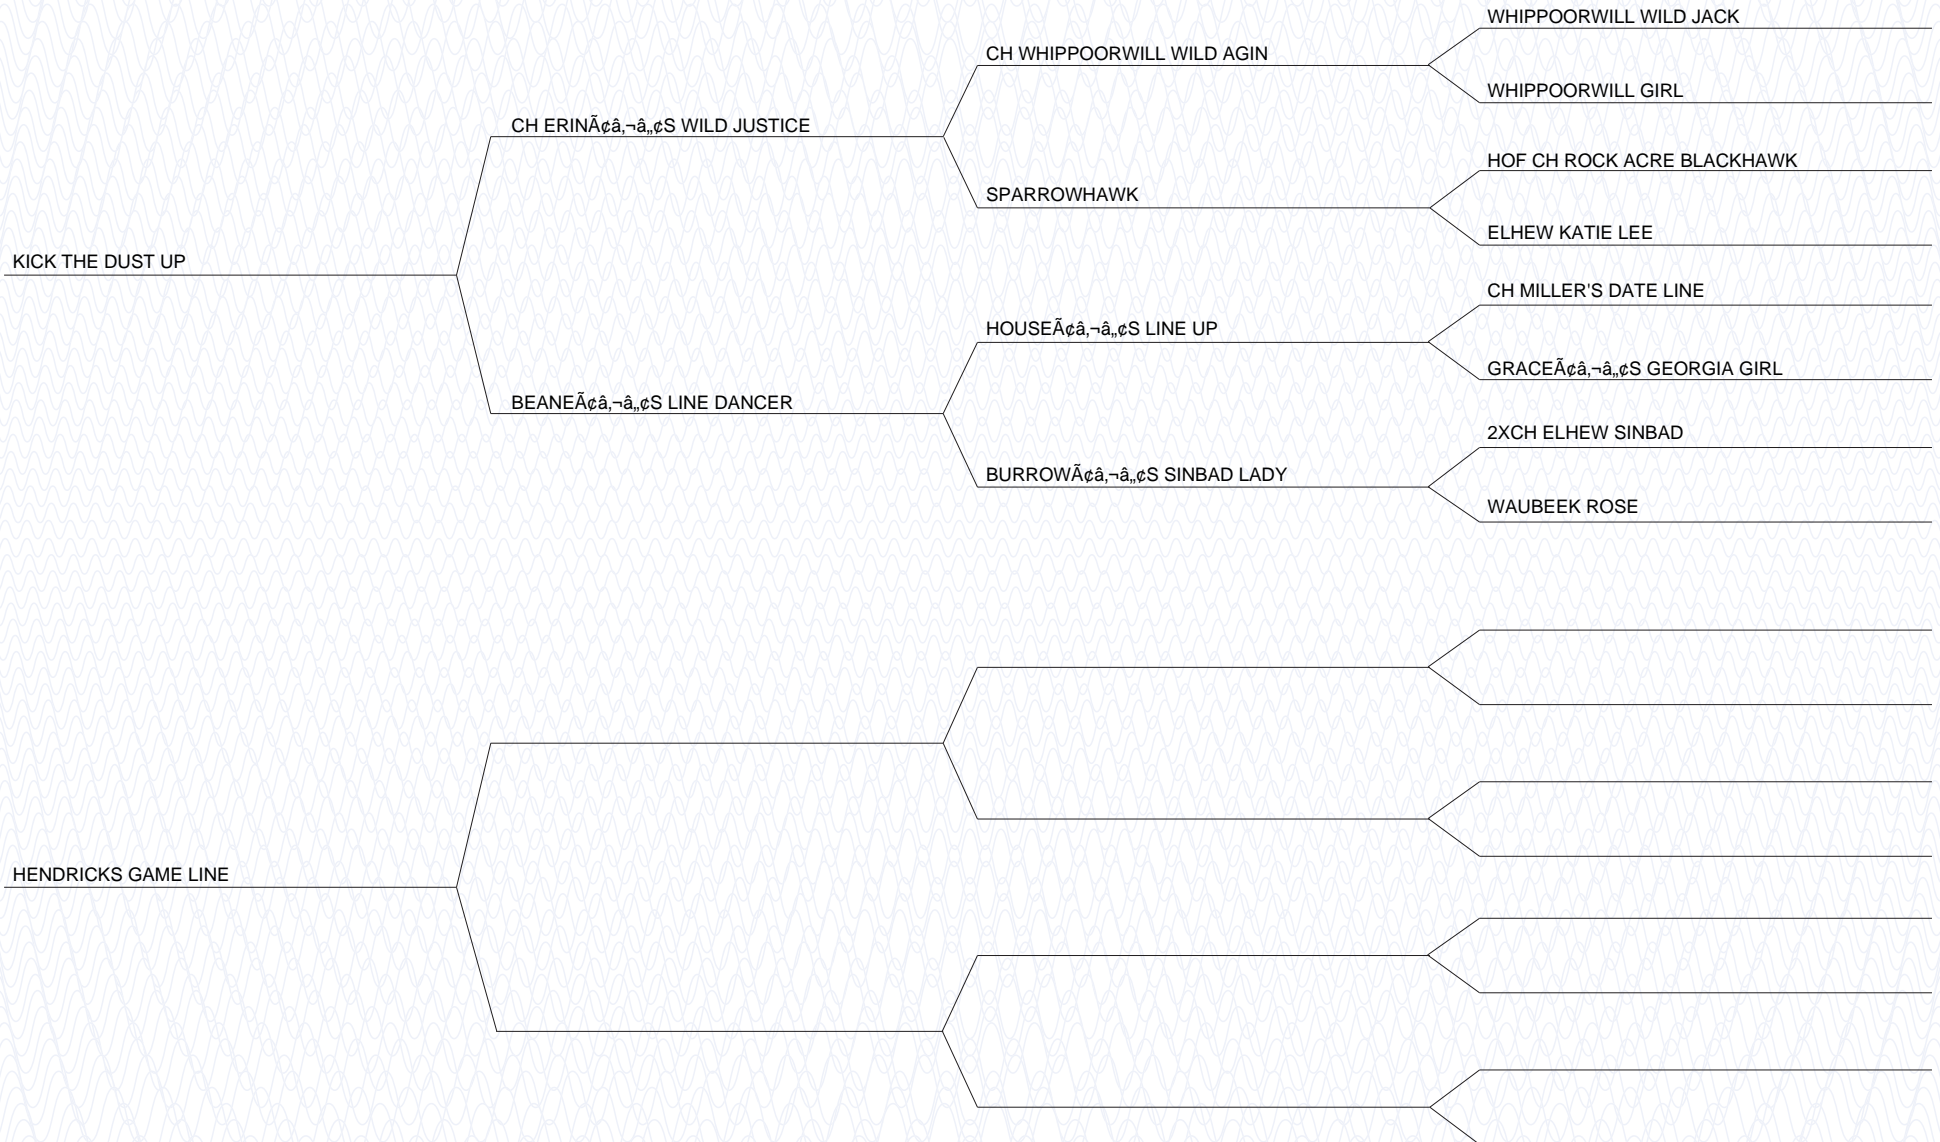 WHIPPOORWILL WILD JACK
CH WHIPPOORWILL WILD AGIN
WHIPPOORWILL GIRL
CH ERINÃ¢â‚¬â„¢S WILD JUSTICE
HOF CH ROCK ACRE BLACKHAWK
SPARROWHAWK
ELHEW KATIE LEE
KICK THE DUST UP
CH MILLER'S DATE LINE
HOUSEÃ¢â‚¬â„¢S LINE UP
GRACEÃ¢â‚¬â„¢S GEORGIA GIRL
BEANEÃ¢â‚¬â„¢S LINE DANCER
2XCH ELHEW SINBAD
BURROWÃ¢â‚¬â„¢S SINBAD LADY
WAUBEEK ROSE
HENDRICKS GAME LINE